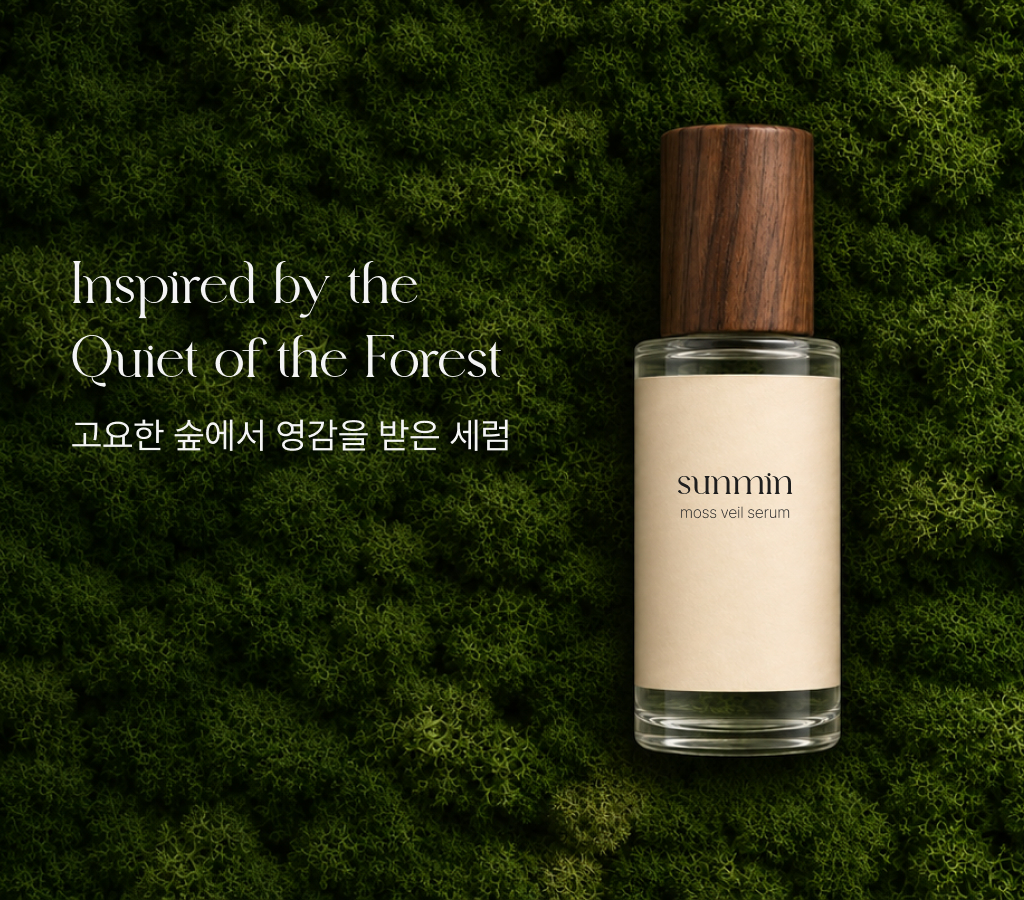 Inspired by the
Quiet of the Forest
고요한 숲에서 영감을 받은 세럼
sunmin
moss veil serum